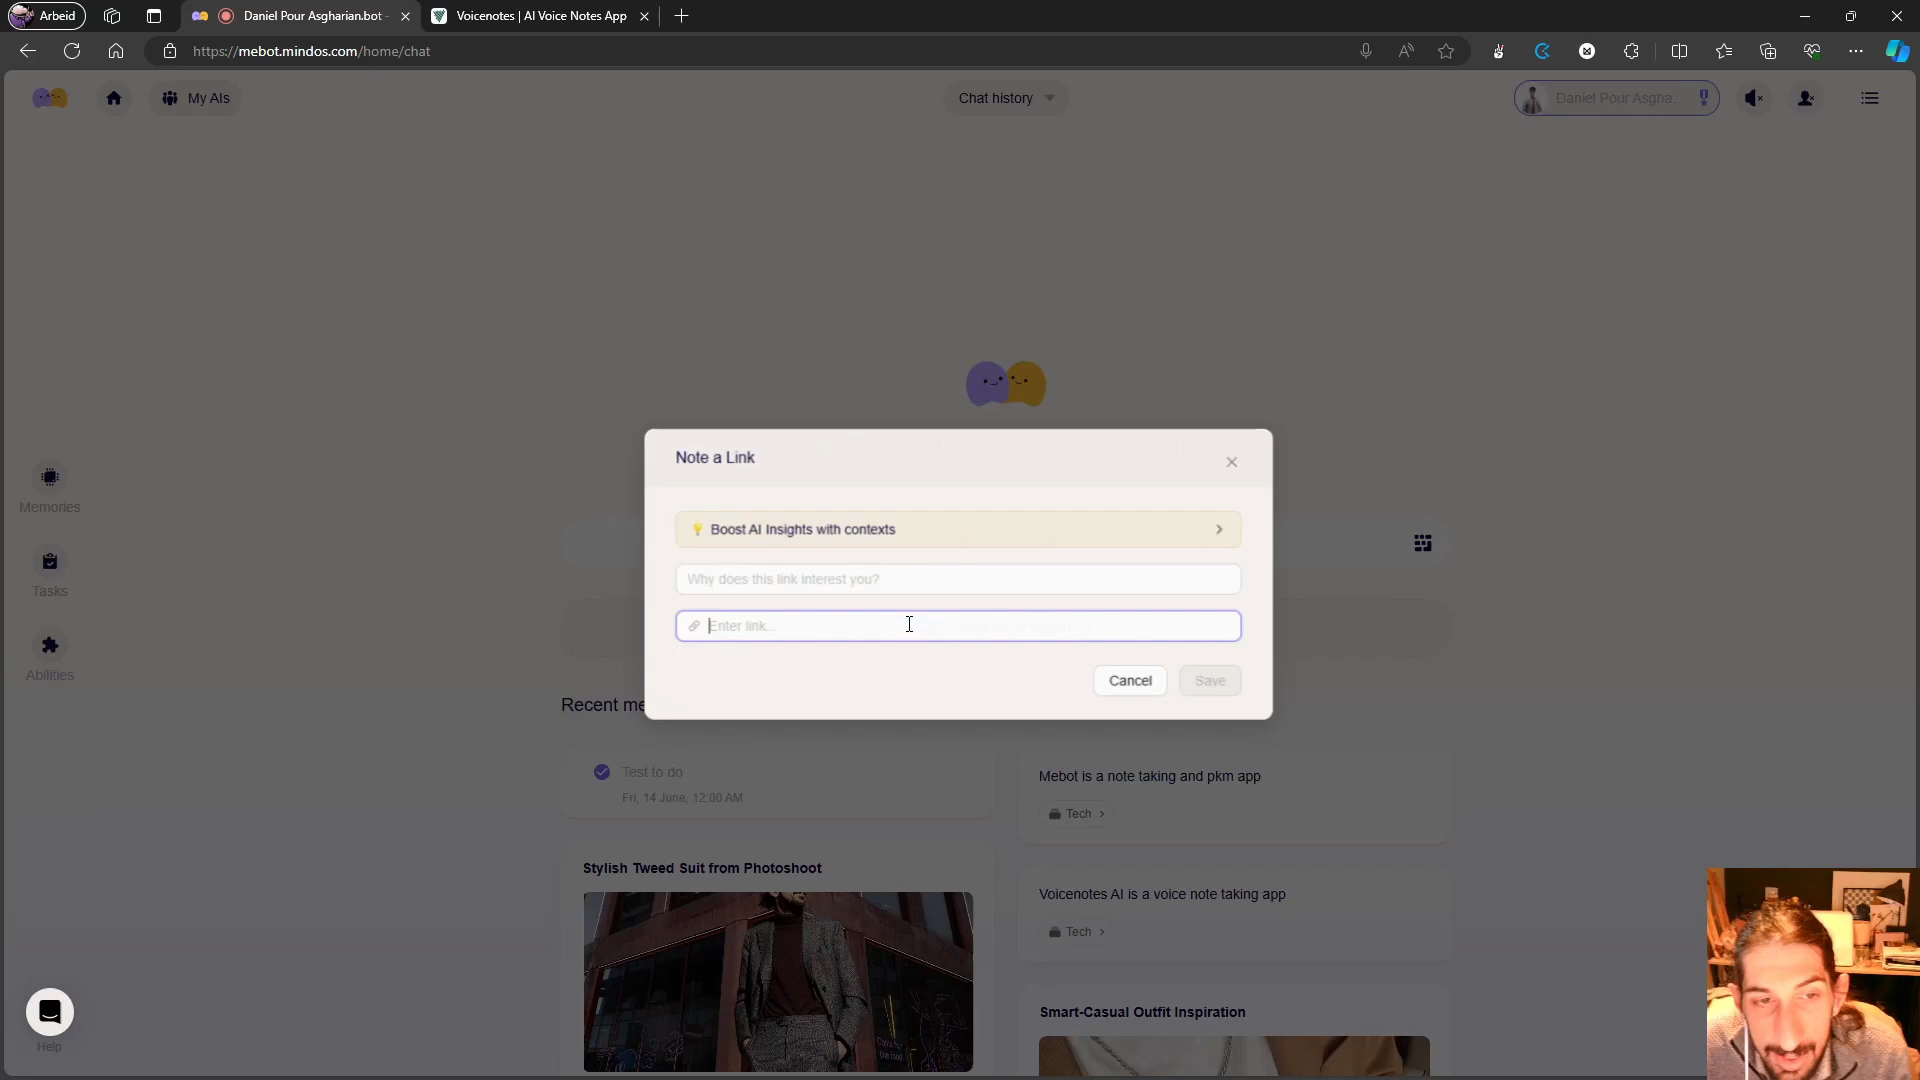 Arbeid
Daniel Pour Asgharian.bot -
Voicenotes | AI Voice Notes App
https://mebot.mindos.com/home/chat
My AIs
Chat history
Daniel Pour Asgha..
Note a Link
💡 Boost AI Insights with contexts
Why does this link interest you?
Enter link...
Cancel
Save
Memories
Tasks
Abilities
Recent me
Test to do
Fri, 14 June, 12:00 AM
Mebot is a note taking and pkm app
Tech >
Stylish Tweed Suit from Photoshoot
Voicenotes AI is a voice note taking app
Tech >
Smart-Casual Outfit Inspiration
Help